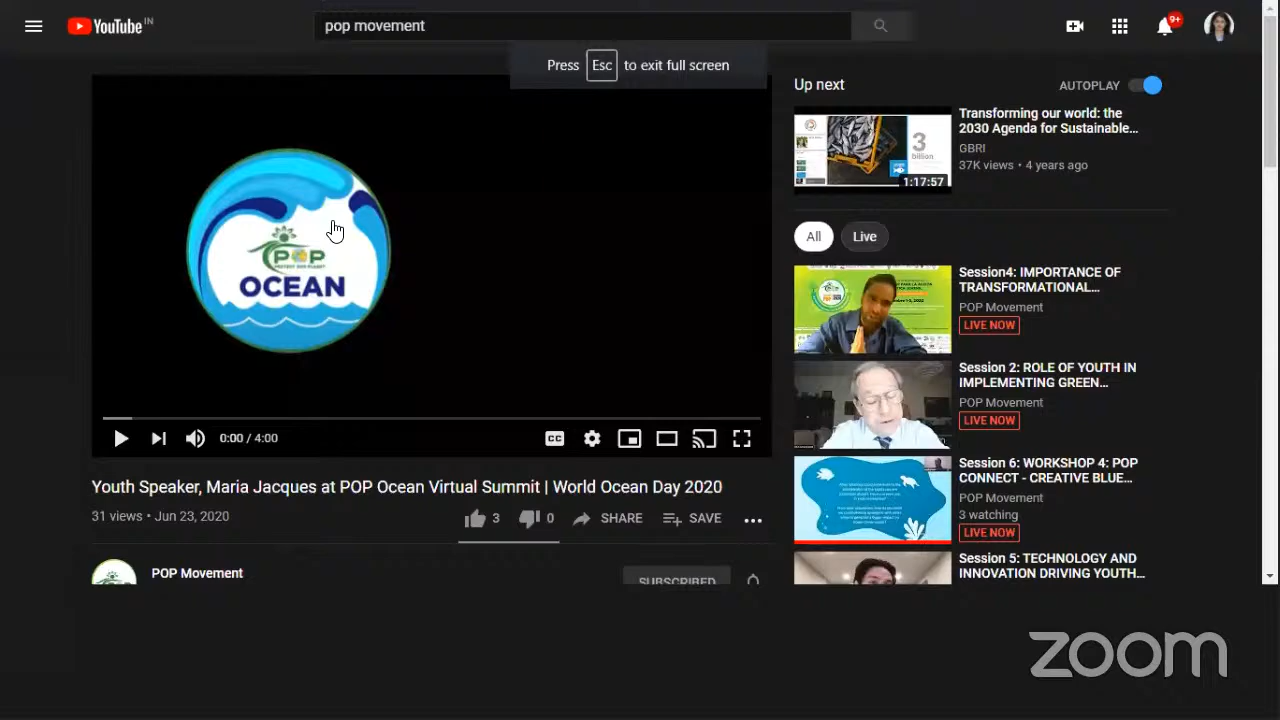 YouTube IN
pop movement
9+
Press Esc to exit full screen
POP
OCEAN
0:00 / 4:00
CC
Youth Speaker, Maria Jacques at POP Ocean Virtual Summit | World Ocean Day 2020
31 views • Jun 23, 2020
3
0
SHARE
SAVE
POP Movement
SUBSCRIBED
Up next
AUTOPLAY
3
billion
1:17:57
Transforming our world: the
2030 Agenda for Sustainable...
GBRI
37K views • 4 years ago
All
Live
Session4: IMPORTANCE OF
TRANSFORMATIONAL...
POP Movement
LIVE NOW
Session 2: ROLE OF YOUTH IN
IMPLEMENTING GREEN...
POP Movement
LIVE NOW
Session 6: WORKSHOP 4: POP
CONNECT - CREATIVE BLUE...
POP Movement
3 watching
LIVE NOW
Session 5: TECHNOLOGY AND
INNOVATION DRIVING YOUTH...
zoom